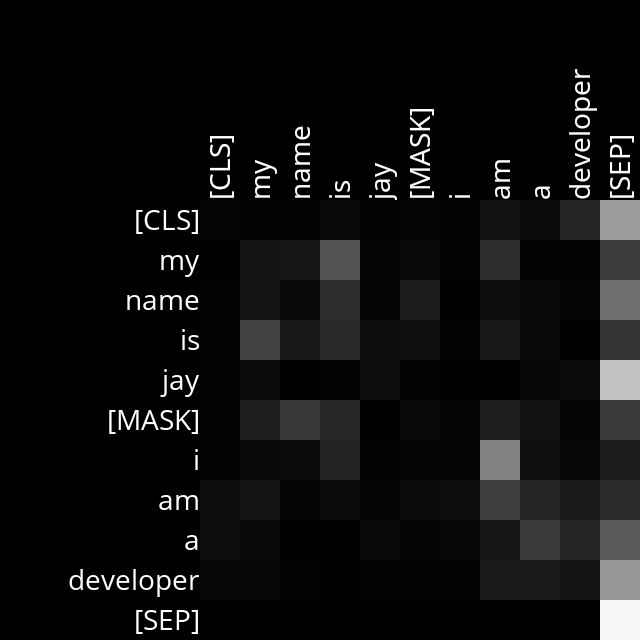 [CLS]
my
name
is
jay
[MASK]
i
am
a
developer
[SEP]
[CLS]
my
name
is
jay
[MASK]
i
am
a
developer
[SEP]